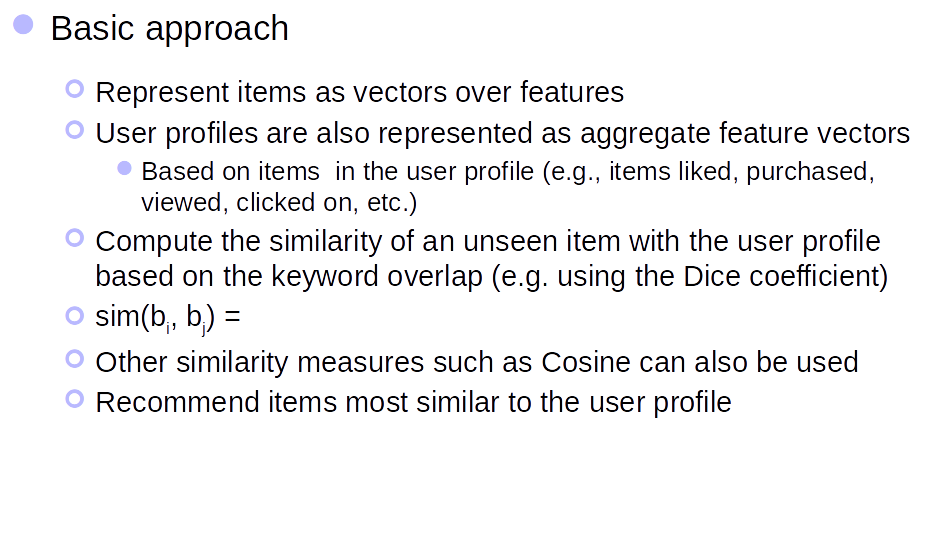 Basic approach
Represent items as vectors over features
User profiles are also represented as aggregate feature vectors
Based on items  in the user profile (e.g., items liked, purchased,
viewed, clicked on, etc.)
Compute the similarity of an unseen item with the user profile
based on the keyword overlap (e.g. using the Dice coefficient)
sim(bi, bj) =
Other similarity measures such as Cosine can also be used
Recommend items most similar to the user profile